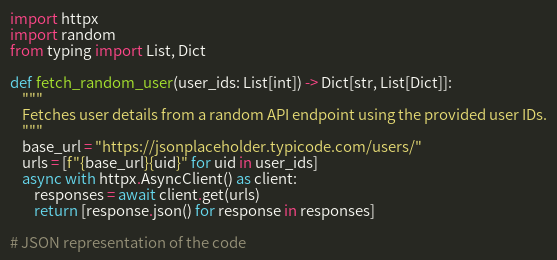 import httpx
import random
from typing import List, Dict

def fetch_random_user(user_ids: List[int]) -> Dict[str, List[Dict]]:
    """
    Fetches user details from a random API endpoint using the provided user IDs.
    """
    base_url = "https://jsonplaceholder.typicode.com/users/"
    urls = [f"{base_url}{uid}" for uid in user_ids]
    async with httpx.AsyncClient() as client:
        responses = await client.get(urls)
        return [response.json() for response in responses]

# JSON representation of the code